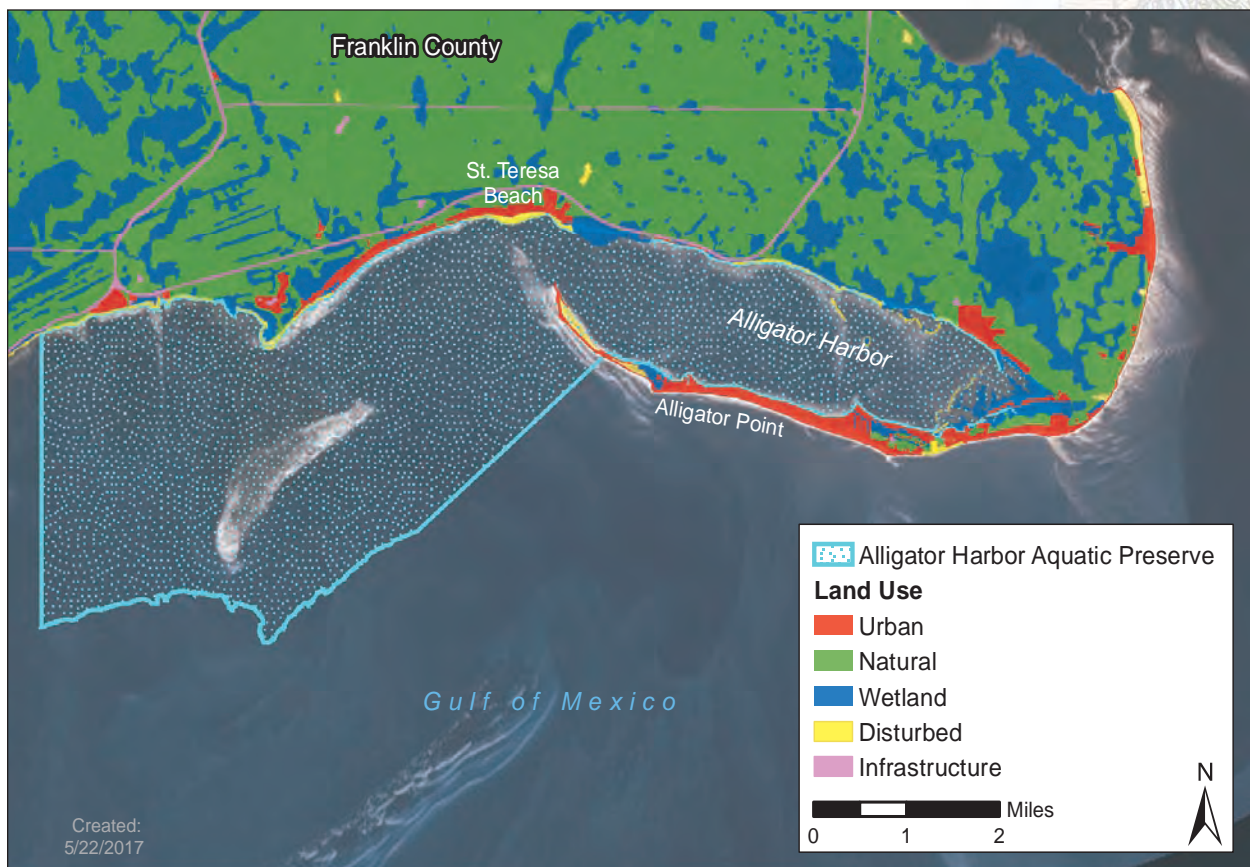 Franklin County
St. Teresa
Beach
Alligator Harbor
Alligator Point
Gulf of Mexico
Alligator Harbor Aquatic Preserve
Land Use
Urban
Natural
Wetland
Disturbed
Infrastructure
Miles
0 1 2
N
Created:
5/22/2017